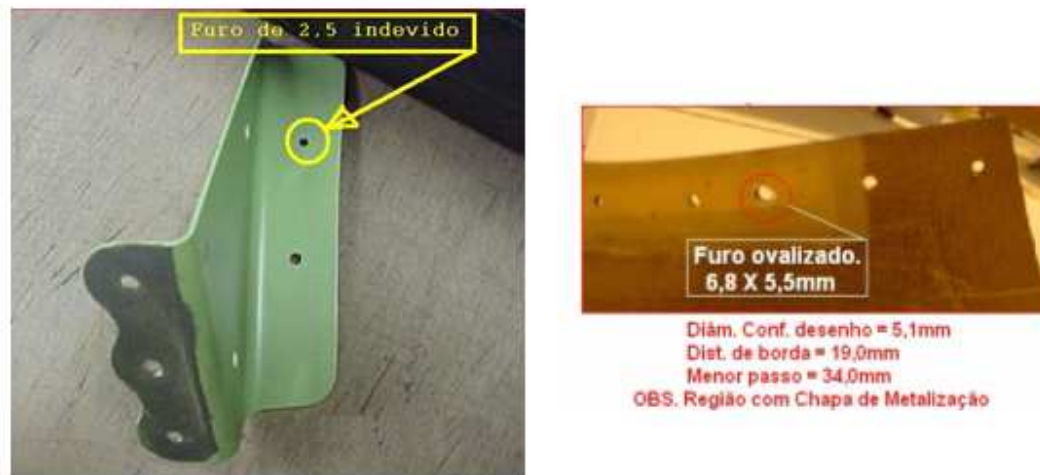 Furo de 2,5 indevido
Furo ovalizado.
6,8 X 5,5mm
Diâm. Conf. desenho = 5,1mm
Dist. de borda = 19,0mm
Menor passo = 34,0mm
OBS. Região com Chapa de Metalização